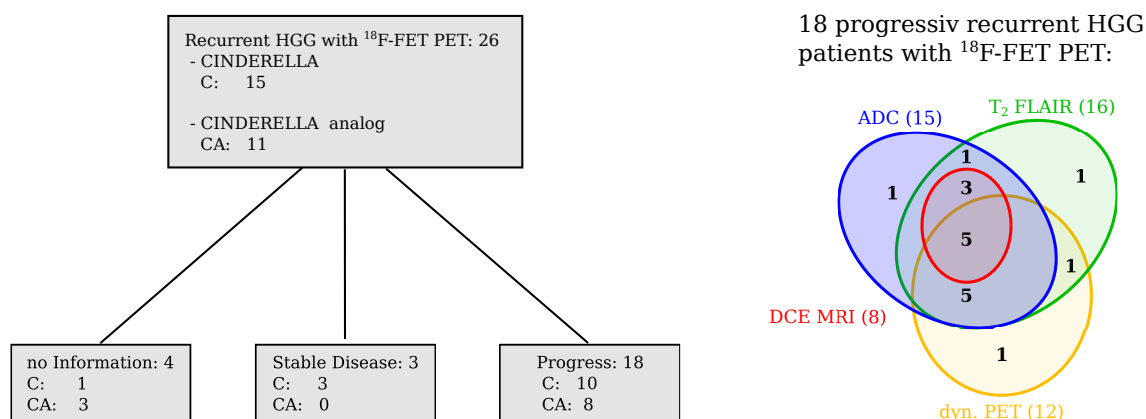 Recurrent HGG with ¹⁸F-FET PET: 26
- CINDERELLA
C: 15
- CINDERELLA analog
CA: 11
no Information: 4
C: 1
CA: 3
Stable Disease: 3
C: 3
CA: 0
Progress: 18
C: 10
CA: 8
18 progressiv recurrent HGG
patients with ¹⁸F-FET PET:
T₂ FLAIR (16)
ADC (15)
1
1
1
3
5
1
5
DCE MRI (8)
1
dyn. PET (12)